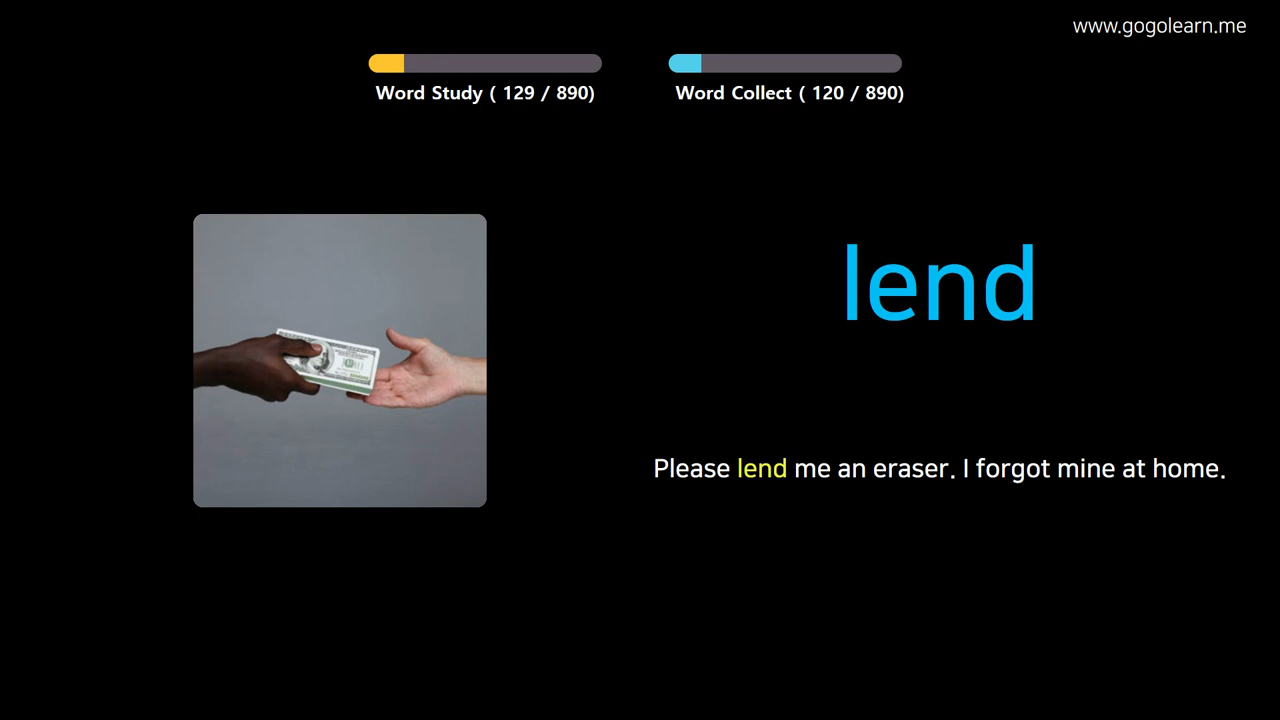 www.gogolearn.me
Word Study ( 129 / 890)
Word Collect ( 120 / 890)
lend
Please lend me an eraser. I forgot mine at home.